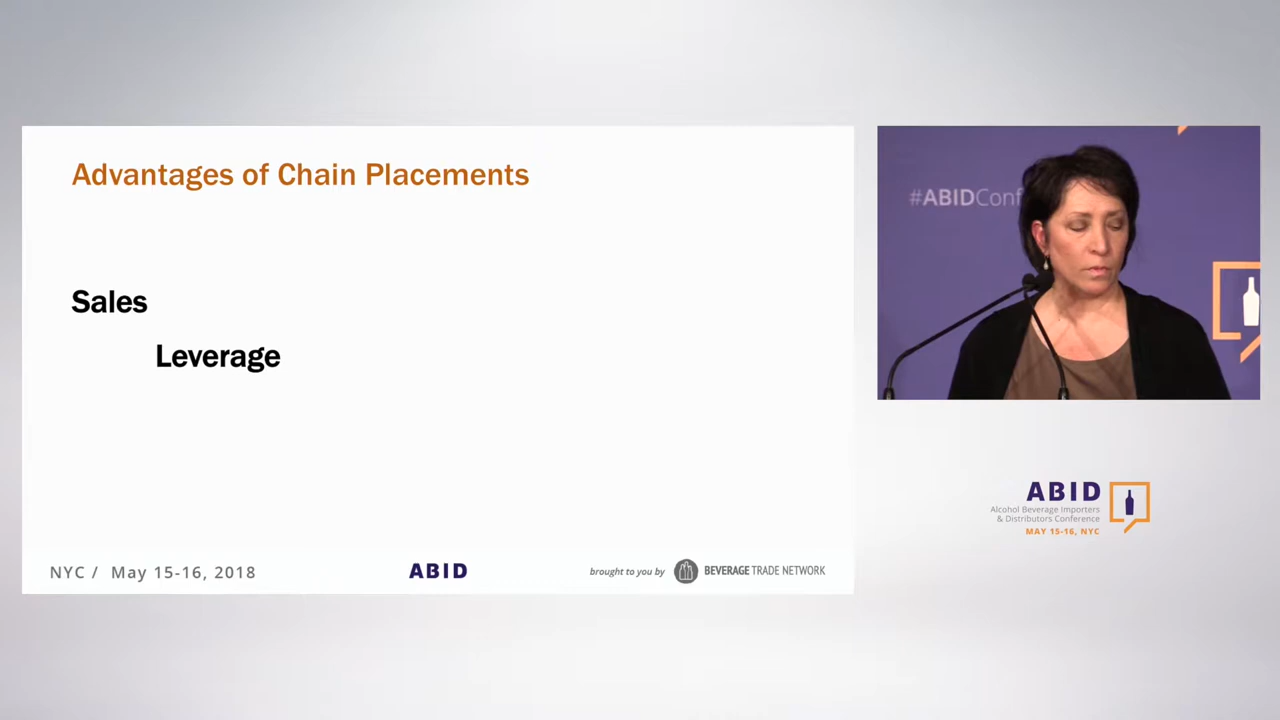 Advantages of Chain Placements
Sales
Leverage
NYC / May 15-16, 2018
ABID
brought to you by
BEVERAGE TRADE NETWORK
#ABIDConf
ABID
Alcohol Beverage Importers
& Distributors Conference
MAY 15-16, NYC